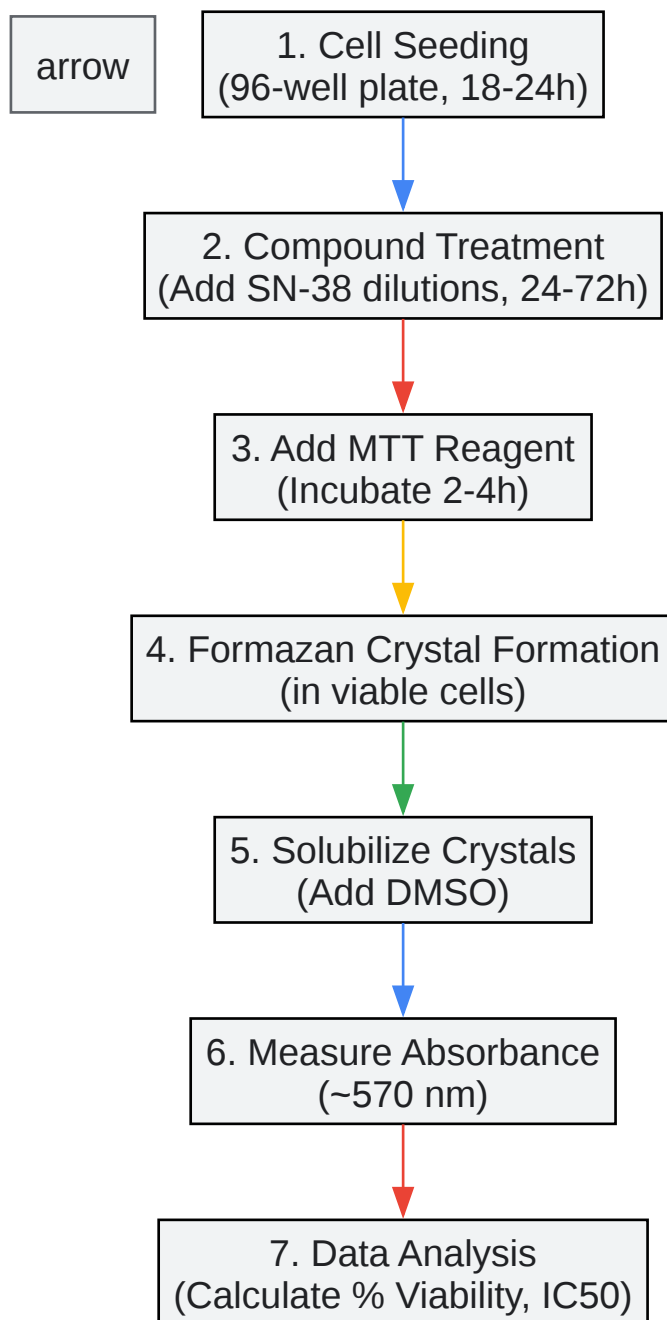 arrow
1. Cell Seeding
(96-well plate, 18-24h)
2. Compound Treatment
(Add SN-38 dilutions, 24-72h)
3. Add MTT Reagent
(Incubate 2-4h)
4. Formazan Crystal Formation
(in viable cells)
5. Solubilize Crystals
(Add DMSO)
6. Measure Absorbance
(~570 nm)
7. Data Analysis
(Calculate % Viability, IC50)